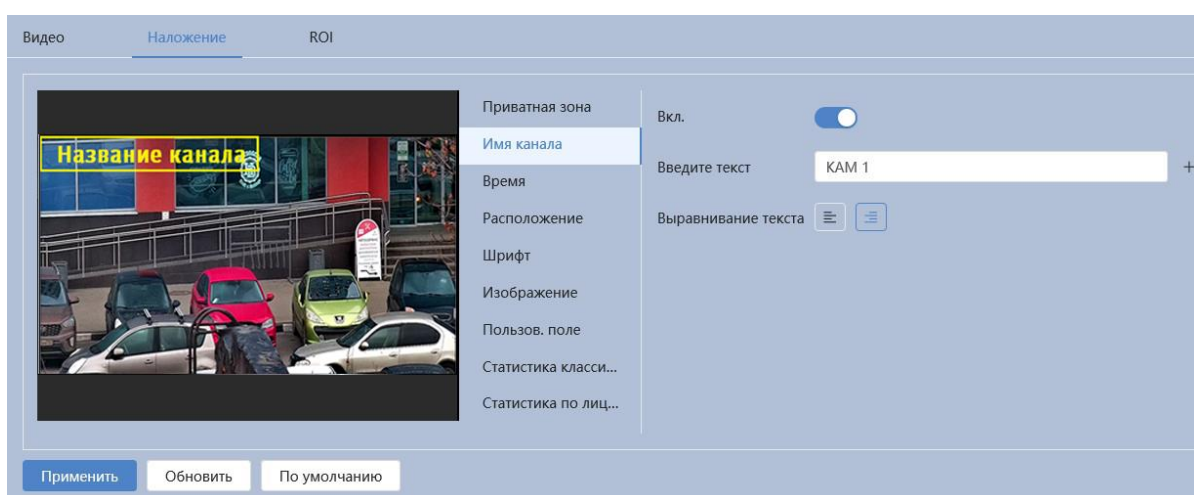 Видео Наложение ROI
Название канала
Приватная зона
Имя канала
Время
Расположение
Шрифт
Изображение
Пользов. поле
Статистика класси...
Статистика по лиц...
Вкл.
Введите текст КАМ 1 +
Выравнивание текста
Применить Обновить По умолчанию